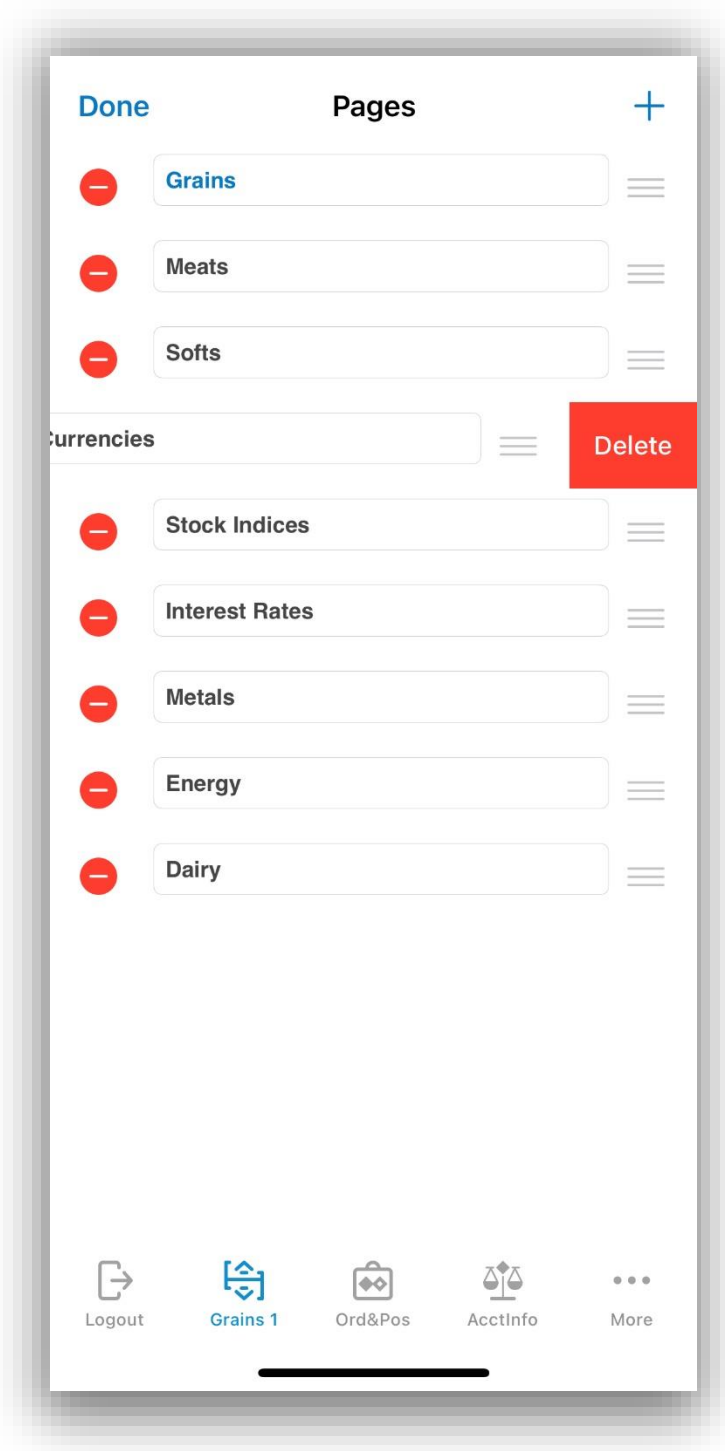 Done Pages +
Grains
Meats
Softs
urrencies Delete
Stock Indices
Interest Rates
Metals
Energy
Dairy
Logout Grains 1 Ord&Pos AcctInfo More